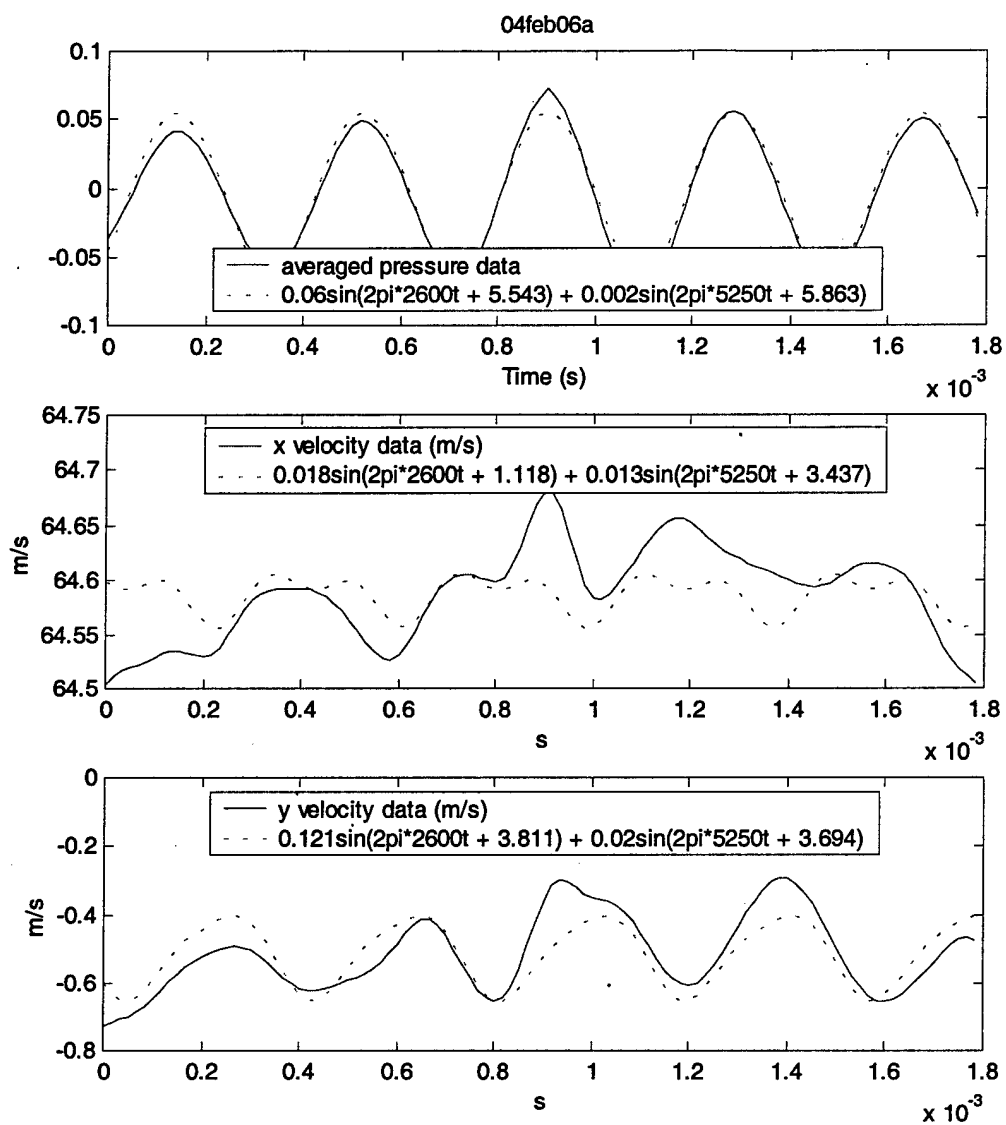 04feb06a
0.1
0.05
0
-0.05
-0.1
averaged pressure data
0.06sin(2pi*2600t + 5.543) + 0.002sin(2pi*5250t + 5.863)
0 0.2 0.4 0.6 0.8 1 1.2 1.4 1.6 1.8
Time (s)
x 10-3
64.75
64.7
64.65
64.6
64.55
64.5
m/s
x velocity data (m/s)
0.018sin(2pi*2600t + 1.118) + 0.013sin(2pi*5250t + 3.437)
0 0.2 0.4 0.6 0.8 1 1.2 1.4 1.6 1.8
s
x 10-3
0
-0.2
-0.4
-0.6
-0.8
m/s
y velocity data (m/s)
0.121sin(2pi*2600t + 3.811) + 0.02sin(2pi*5250t + 3.694)
0 0.2 0.4 0.6 0.8 1 1.2 1.4 1.6 1.8
s
x 10-3